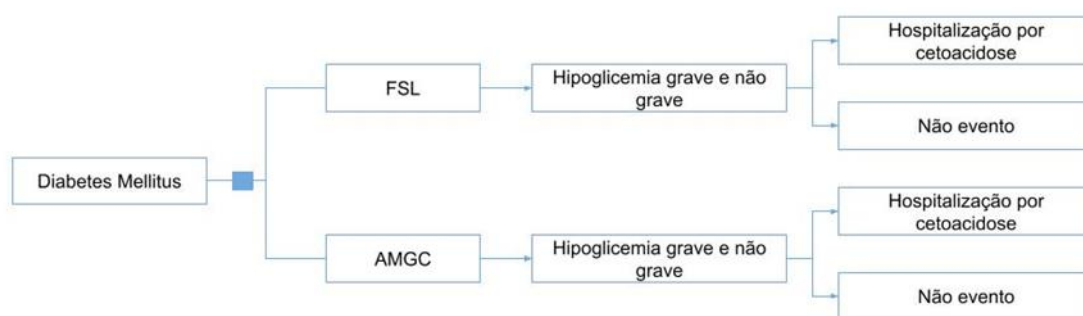 Hospitalização por
cetoacidose
FSL
Hipoglicemia grave e não
grave
Não evento
Diabetes Mellitus
Hospitalização por
cetoacidose
AMGC
Hipoglicemia grave e não
grave
Não evento